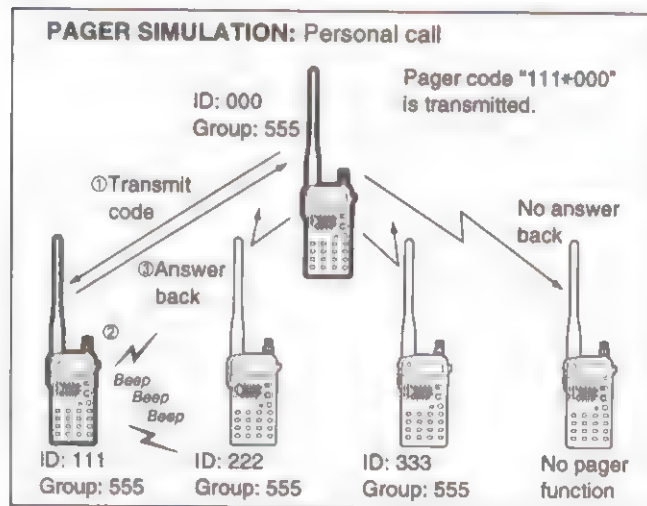 PAGER SIMULATION: Personal call
Pager code "111*000"
is transmitted.
ID: 000
Group: 555
①Transmit
code
No answer
back
③Answer
back
②
Beep
Beep
Beep
ID: 111
Group: 555
ID: 222
Group: 555
ID: 333
Group: 555
No pager
function